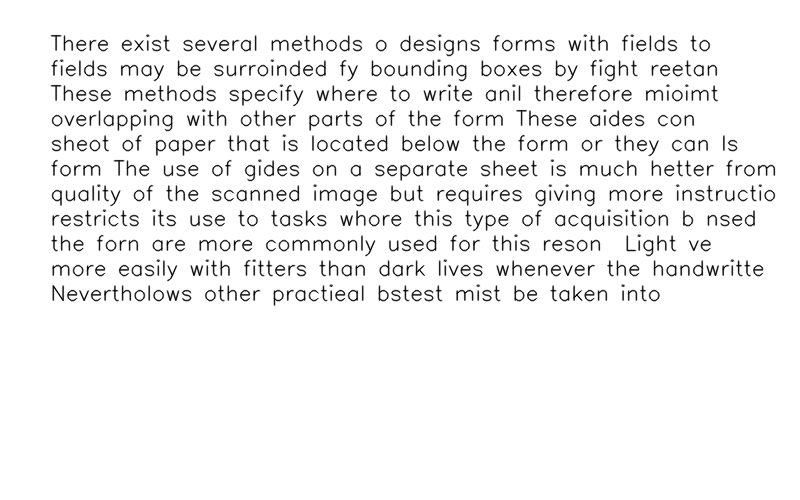 There exist several methods o designs forms with fields to
fields may be surroinded fy bounding boxes by fight reetan
These methods specify where to write anil therefore mioimt
overlapping with other parts of the form These aides con
sheot of paper that is located below the form or they can Is
form The use of gides on a separate sheet is much hetter from
quality of the scanned image but requires giving more instructio
restricts its use to tasks whore this type of acquisition b nsed
the forn are more commonly used for this reson Light ve
more easily with fitters than dark lives whenever the handwritte
Nevertholows other practieal bstest mist be taken into